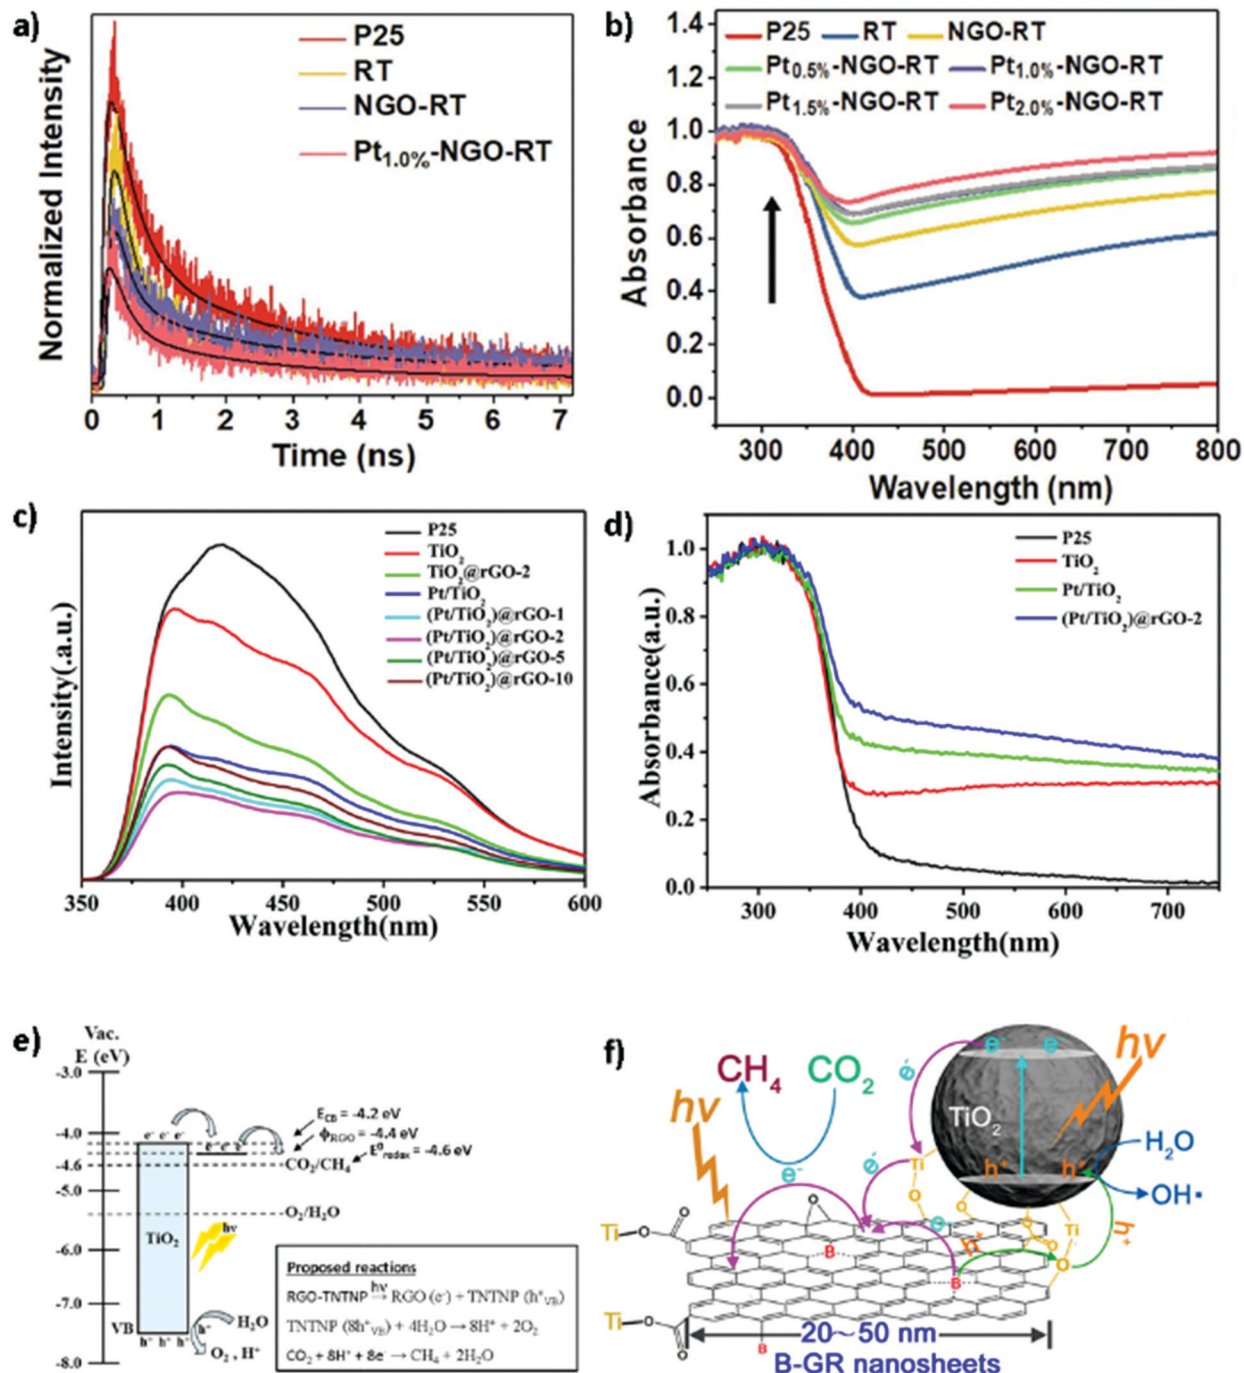 a)
Normalized Intensity
P25
RT
NGO-RT
Pt1.0%-NGO-RT
0 1 2 3 4 5 6 7
Time (ns)
b)
Absorbance
1.4
1.2
1.0
0.8
0.6
0.4
0.2
0.0
P25 RT NGO-RT
Pt0.5%-NGO-RT Pt1.0%-NGO-RT
Pt1.5%-NGO-RT Pt2.0%-NGO-RT
300 400 500 600 700 800
Wavelength (nm)
c)
Intensity(.a.u.)
P25
TiO2
TiO2@rGO-2
Pt/TiO2
(Pt/TiO2)@rGO-1
(Pt/TiO2)@rGO-2
(Pt/TiO2)@rGO-5
(Pt/TiO2)@rGO-10
350 400 450 500 550 600
Wavelength(nm)
d)
Absorbance(a.u.)
1.0
0.8
0.6
0.4
0.2
0.0
P25
TiO2
Pt/TiO2
(Pt/TiO2)@rGO-2
300 400 500 600 700
Wavelength(nm)
e)
Vac.
E (eV)
-3.0
-4.0
-4.6
-5.0
-6.0
-7.0
-8.0
e- e- e-
e- e- e-
ECB = -4.2 eV
ϕRGO = -4.4 eV
E0redox = -4.6 eV
CO2/CH4
O2/H2O
TiO2
hν
VB
h+ h+ h+
h+
H2O
O2 , H+
Proposed reactions
RGO-TNTNP hν→ RGO (e-) + TNTNP (h+VB)
TNTNP (8h+VB) + 4H2O → 8H+ + 2O2
CO2 + 8H+ + 8e- → CH4 + 2H2O
f)
CH4 CO2
hν
hν
e- e
e-
TiO2
h+ h+
H2O
OH•
Ti
e-
e-
O
O
e
h+
h+
Ti
O
O
Ti
O
O
B
B
Ti
O
O
B
20~50 nm
B-GR nanosheets